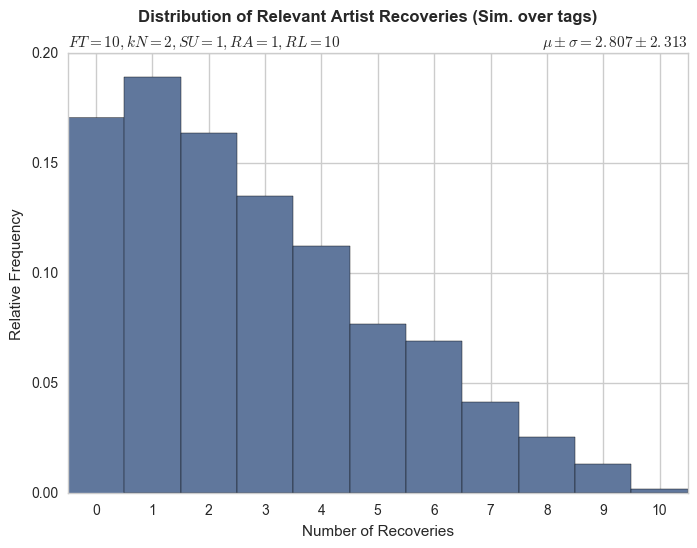 Distribution of Relevant Artist Recoveries (Sim. over tags)
FT = 10, kN = 2, SU = 1, RA = 1, RL = 10
μ ± σ = 2.807 ± 2.313
0.20
0.15
0.10
0.05
0.00
Relative Frequency
0 1 2 3 4 5 6 7 8 9 10
Number of Recoveries